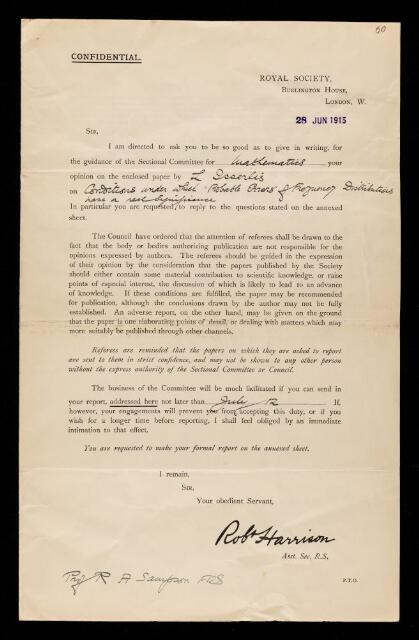 60
CONFIDENTIAL.
ROYAL SOCIETY,
BURLINGTON HOUSE,
LONDON, W.
28 JUN 1915
SIR,
I am directed to ask you to be so good as to give in writing, for
the guidance of the Sectional Committee for Mathematics your
opinion on the enclosed paper by L Isserlis
on Conditions under which "Probable Errors" of Frequency Distributions
have a real Significance
In particular you are requested to reply to the questions stated on the annexed
sheet.
The Council have ordered that the attention of referees shall be drawn to the
fact that the body or bodies authorizing publication are not responsible for the
opinions expressed by authors. The referees should be guided in the expression
of their opinion by the consideration that the papers published by the Society
should either contain some material contribution to scientific knowledge, or raise
points of especial interest, the discussion of which is likely to lead to an advance
of knowledge. If these conditions are fulfilled, the paper may be recommended
for publication, although the conclusions drawn by the author may not be fully
established. An adverse report, on the other hand, may be given on the ground
that the paper is one elaborating points of detail, or dealing with matters which may
more suitably be published through other channels.
Referees are reminded that the papers on which they are asked to report
are sent to them in strict confidence, and may not be shown to any other person
without the express authority of the Sectional Committee or Council.
The business of the Committee will be much facilitated if you can send in
your report, addressed here not later than July 12 If,
however, your engagements will prevent you from accepting this duty, or if you
wish for a longer time before reporting, I shall feel obliged by an immediate
intimation to that effect.
You are requested to make your formal report on the annexed sheet.
I remain,
SIR,
Your obedient Servant,
Robt Harrison
Asst. Sec. R.S.
Prof R A Sampson FRS
P.T.O.